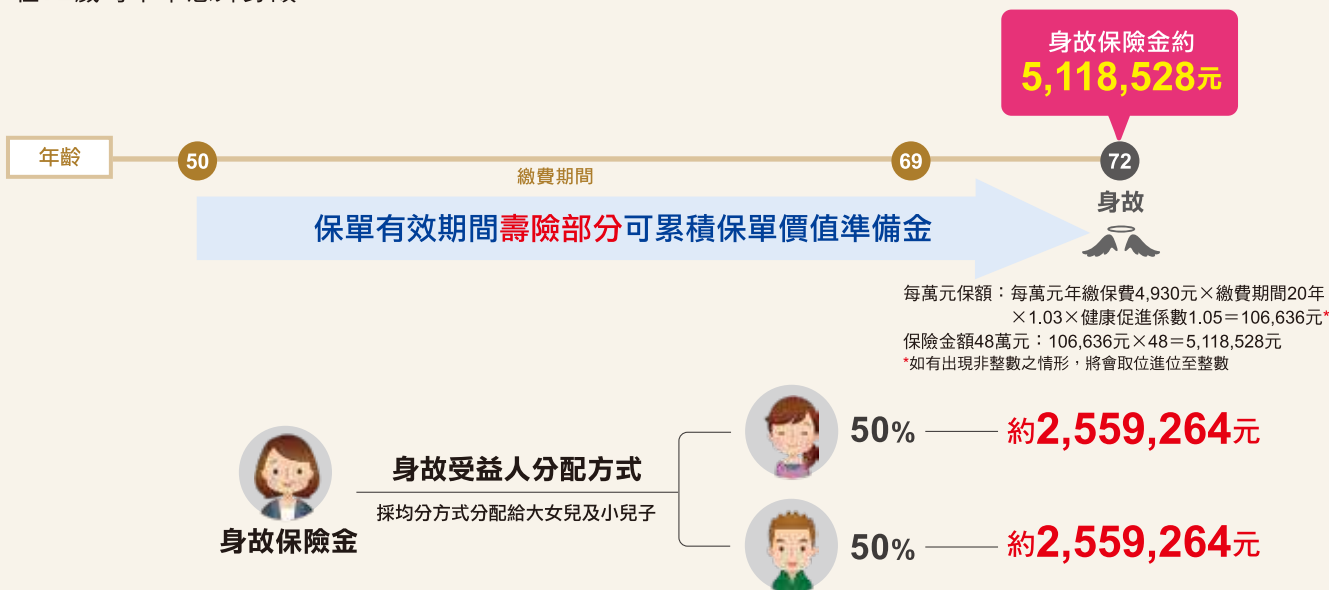 身故保險金約
5,118,528元
年齡
50
69
72
繳費期間
身故
保單有效期間壽險部分可累積保單價值準備金
每萬元保額：每萬元年繳保費4,930元×繳費期間20年
×1.03×健康促進係數1.05＝106,636元*
保險金額48萬元：106,636元×48＝5,118,528元
*如有出現非整數之情形，將會取位進位至整數
50% 約2,559,264元
身故受益人分配方式
採均分方式分配給大女兒及小兒子
身故保險金
50% 約2,559,264元